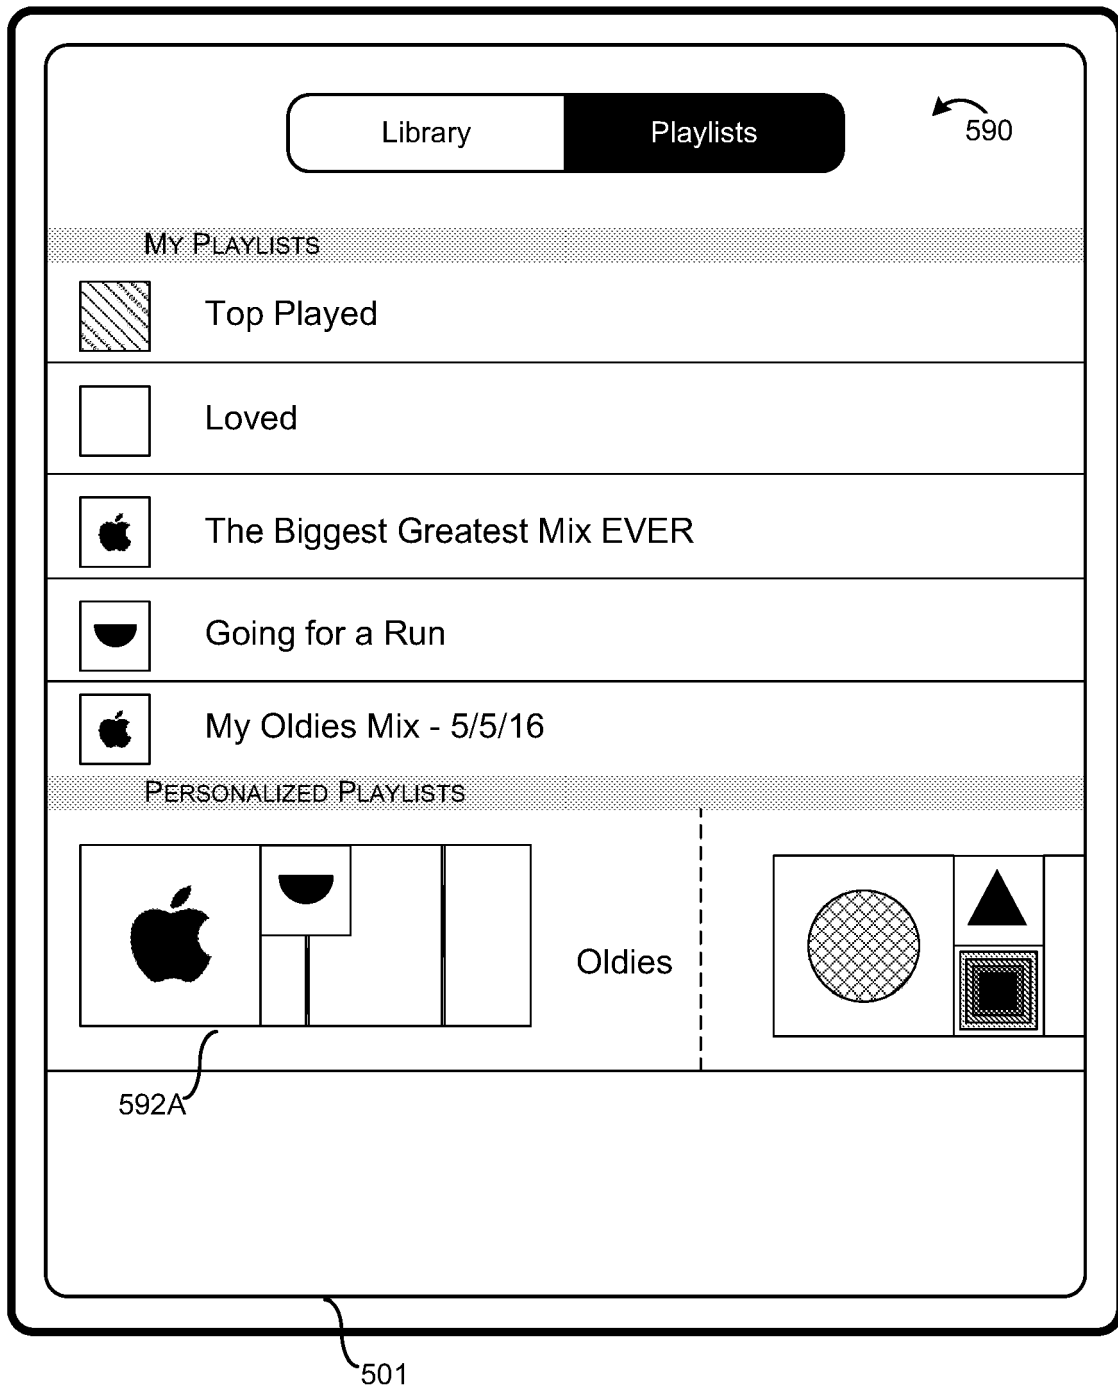 Library
Playlists
590
MY PLAYLISTS
Top Played
Loved
The Biggest Greatest Mix EVER
Going for a Run
My Oldies Mix - 5/5/16
PERSONALIZED PLAYLISTS
Oldies
592A
501